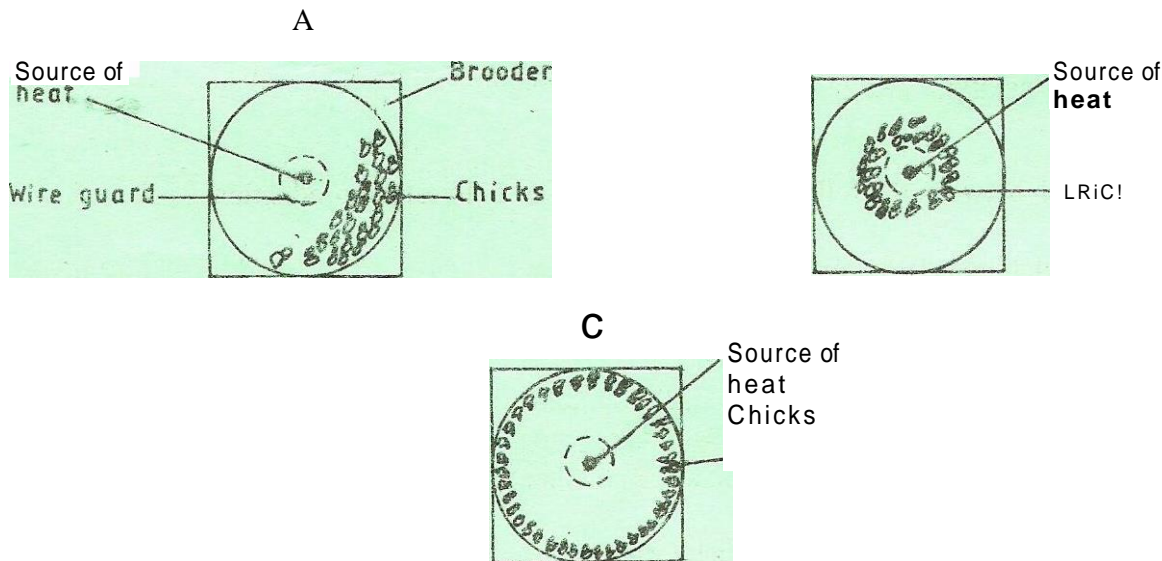 A
Source of
heat
Brooder
Wire guard
Chicks
Source of
heat
LRiC!
C
Source of
heat
Chicks